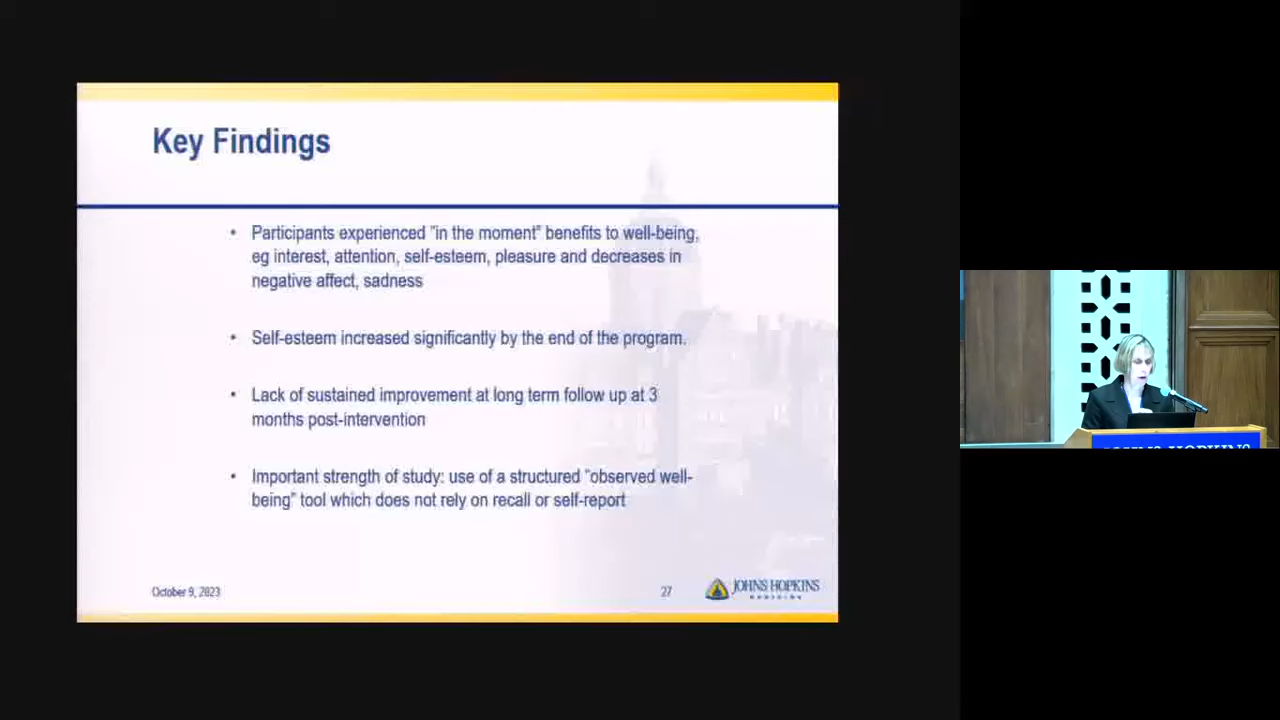 Key Findings
• Participants experienced "in the moment" benefits to well-being,
eg interest, attention, self-esteem, pleasure and decreases in
negative affect, sadness
• Self-esteem increased significantly by the end of the program.
• Lack of sustained improvement at long term follow up at 3
months post-intervention
• Important strength of study: use of a structured "observed well-
being" tool which does not rely on recall or self-report
October 9, 2023
27
JOHNS HOPKINS
MEDICINE
JOHNS HOPKINS